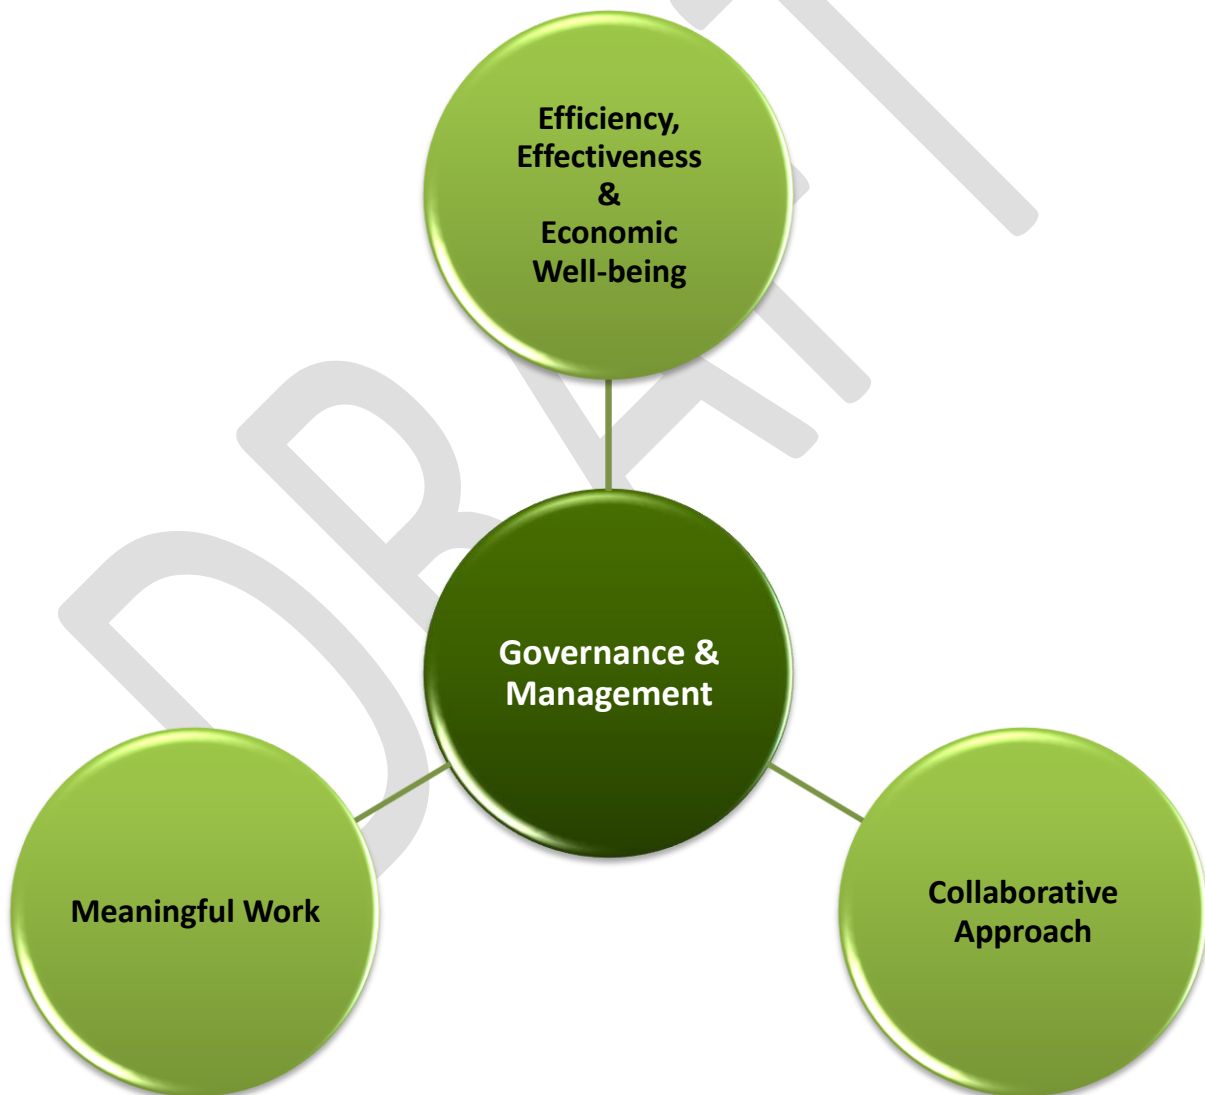 Efficiency,
Effectiveness
&
Economic
Well-being
Governance &
Management
Meaningful Work
Collaborative
Approach
DRAFT